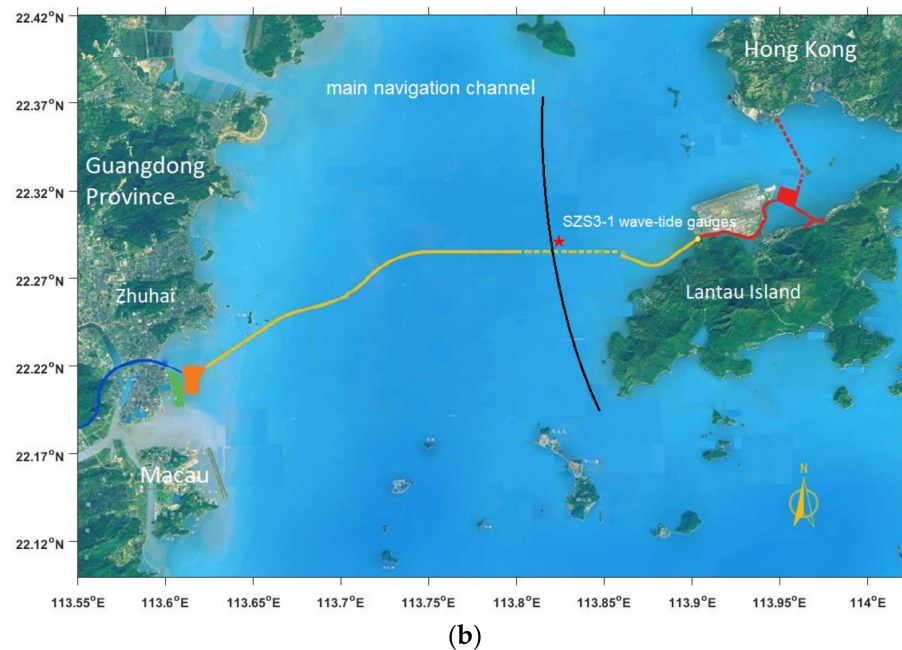 22.42°N
22.37°N
22.32°N
22.27°N
22.22°N
22.17°N
22.12°N
Hong Kong
main navigation channel
Guangdong
Province
SZS3-1 wave-tide gauges
Zhuhai
Lantau Island
Macau
N
113.55°E
113.6°E
113.65°E
113.7°E
113.75°E
113.8°E
113.85°E
113.9°E
113.95°E
114°E
(b)